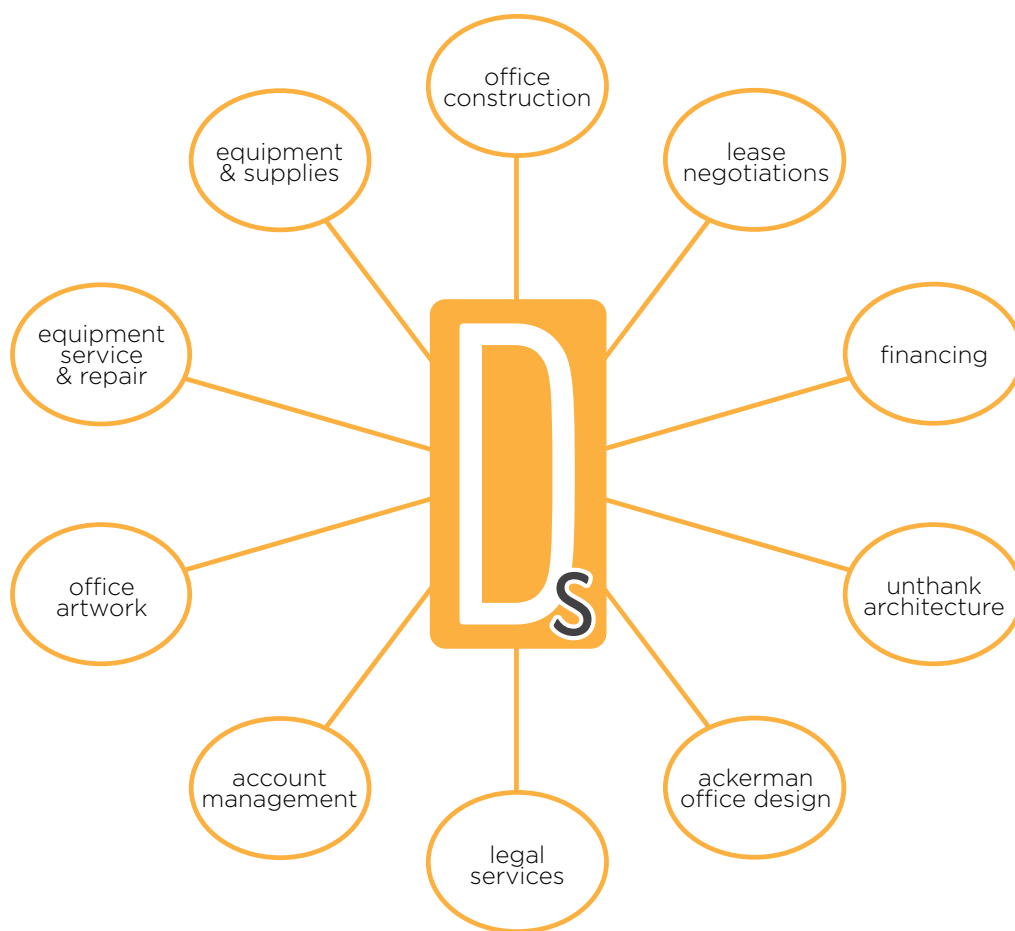 office
construction
lease
negotiations
financing
unthank
architecture
ackerman
office design
legal
services
account
management
office
artwork
equipment
service
& repair
equipment
& supplies
Ds